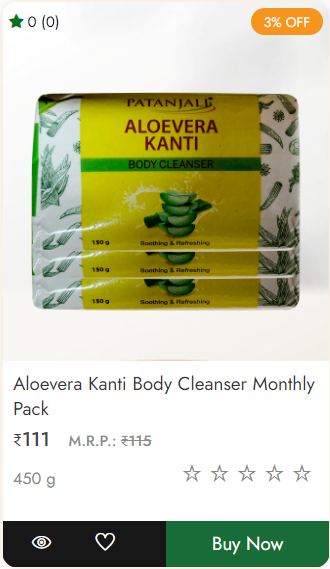 0 (0)
3% OFF
PATANJALI
ALOEVERA
KANTI
BODY CLEANSER
150 g Soothing & Refreshing
150 g Soothing & Refreshing
150 g Soothing & Refreshing
Aloevera Kanti Body Cleanser Monthly
Pack
₹111 M.R.P.: ₹115
450 g
Buy Now